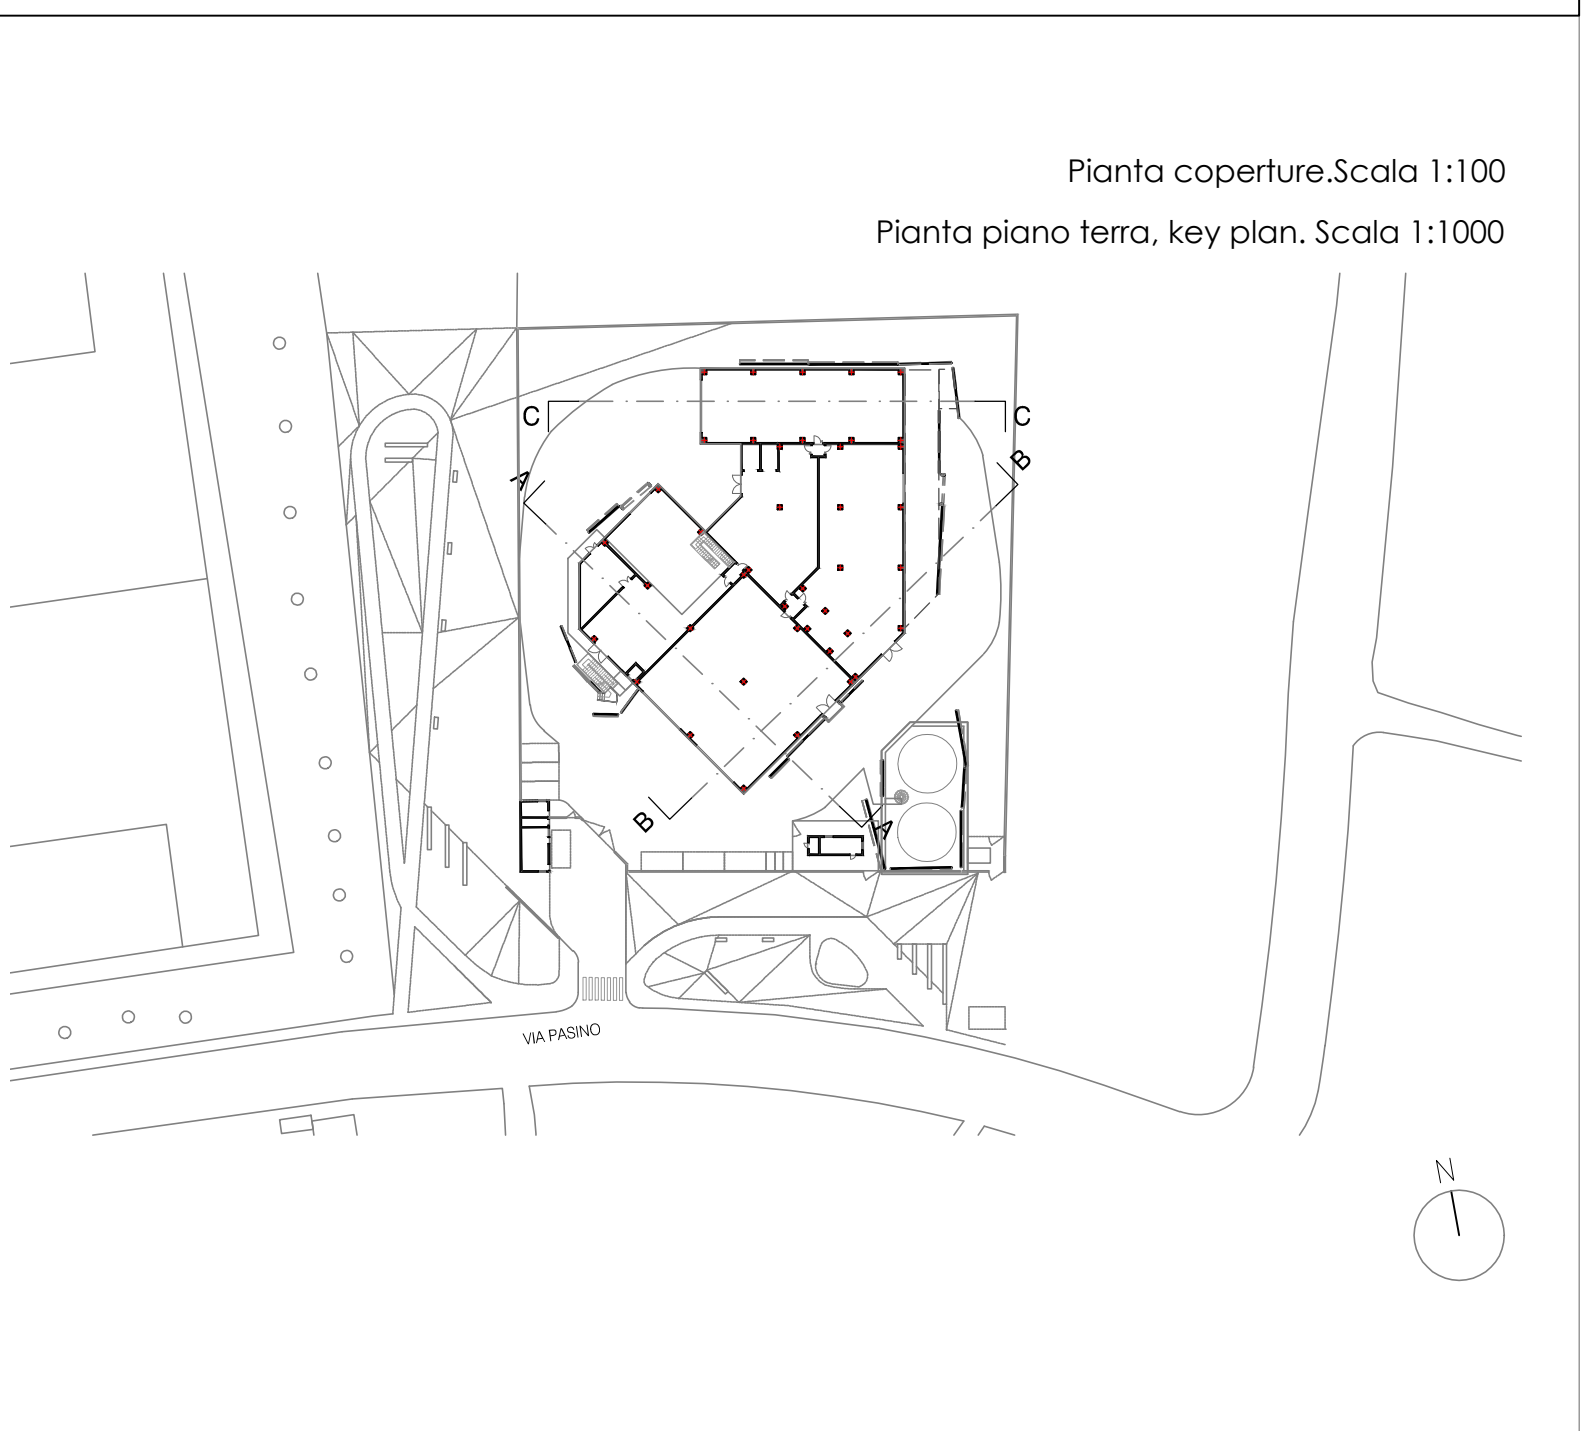 Pianta coperture.Scala 1:100
Pianta piano terra, key plan. Scala 1:1000
C
C
B
A
B
A
VIA PASINO
N